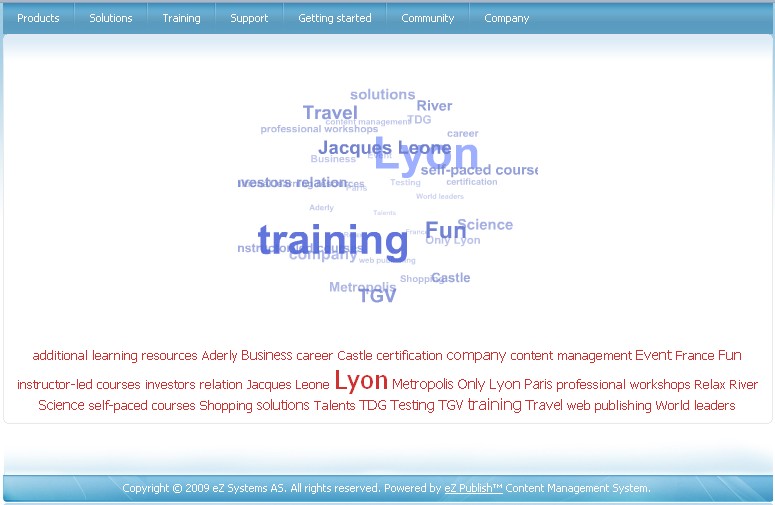 Products Solutions Training Support Getting started Community Company
solutions
Travel River
content management TDG
professional workshops career
Jacques Leone Lyon
Business Event
self-paced course
nvestors relation Paris Testing certification
World leaders
Aderly Talents
training France Fun Science
Only Lyon
nstructor-led courses
company web publishing
Shopping Castle
Metropolis
TGV
additional learning resources Aderly Business career Castle certification company content management Event France Fun
instructor-led courses investors relation Jacques Leone Lyon Metropolis Only Lyon Paris professional workshops Relax River
Science self-paced courses Shopping solutions Talents TDG Testing TGV training Travel web publishing World leaders
Copyright © 2009 eZ Systems AS. All rights reserved. Powered by eZ Publish™ Content Management System.